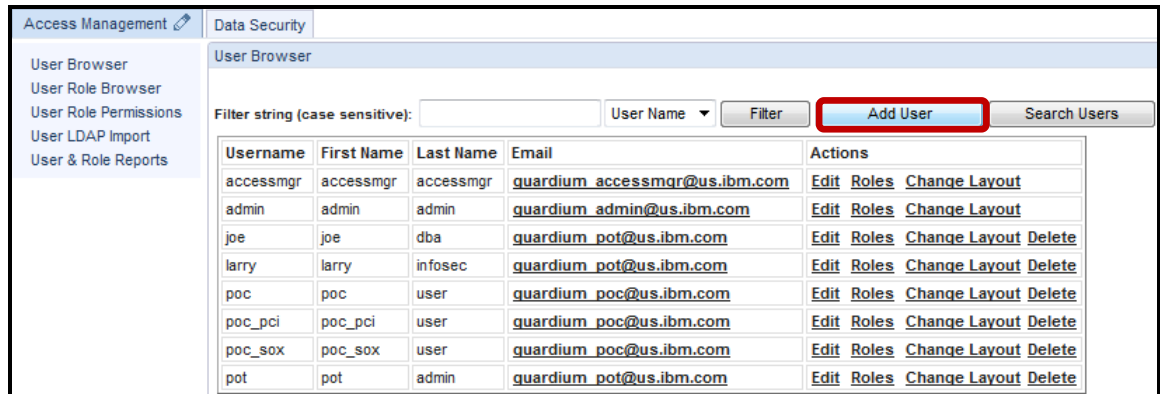 Access Management Data Security
User Browser
User Role Browser
User Role Permissions
User LDAP Import
User & Role Reports
User Browser
Filter string (case sensitive): User Name Filter Add User Search Users
Username First Name Last Name Email Actions
accessmgr accessmgr accessmgr guardium_accessmgr@us.ibm.com Edit Roles Change Layout
admin admin admin guardium_admin@us.ibm.com Edit Roles Change Layout
joe joe dba guardium_pot@us.ibm.com Edit Roles Change Layout Delete
larry larry infosec guardium_pot@us.ibm.com Edit Roles Change Layout Delete
poc poc user guardium_poc@us.ibm.com Edit Roles Change Layout Delete
poc_pci poc_pci user guardium_poc@us.ibm.com Edit Roles Change Layout Delete
poc_sox poc_sox user guardium_poc@us.ibm.com Edit Roles Change Layout Delete
pot pot admin guardium_pot@us.ibm.com Edit Roles Change Layout Delete